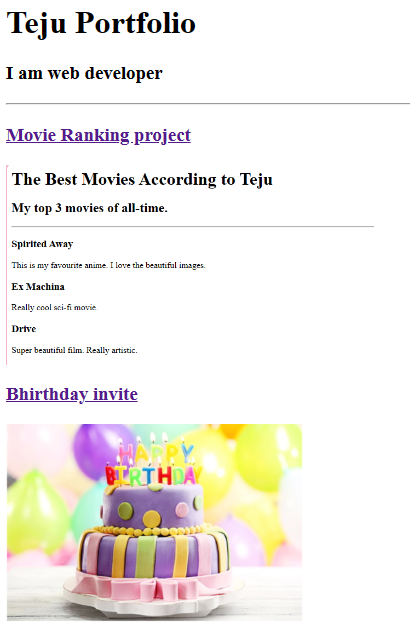 Teju Portfolio
I am web developer
Movie Ranking project
The Best Movies According to Teju
My top 3 movies of all-time.
Spirited Away
This is my favourite anime. I love the beautiful images.
Ex Machina
Really cool sci-fi movie.
Drive
Super beautiful film. Really artistic.
Bhirthday invite
HAPPY
BIRTHDAY